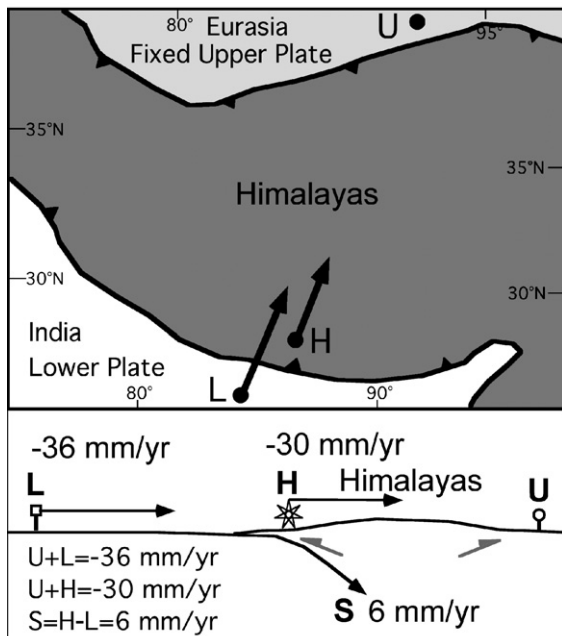 80°
Eurasia
U
95°
Fixed Upper Plate
35°N
35°N
Himalayas
30°N
30°N
H
India
Lower Plate
L
80°
90°
-36 mm/yr
-30 mm/yr
L
H
Himalayas
U
U+L=-36 mm/yr
U+H=-30 mm/yr
S=H-L=6 mm/yr
S 6 mm/yr